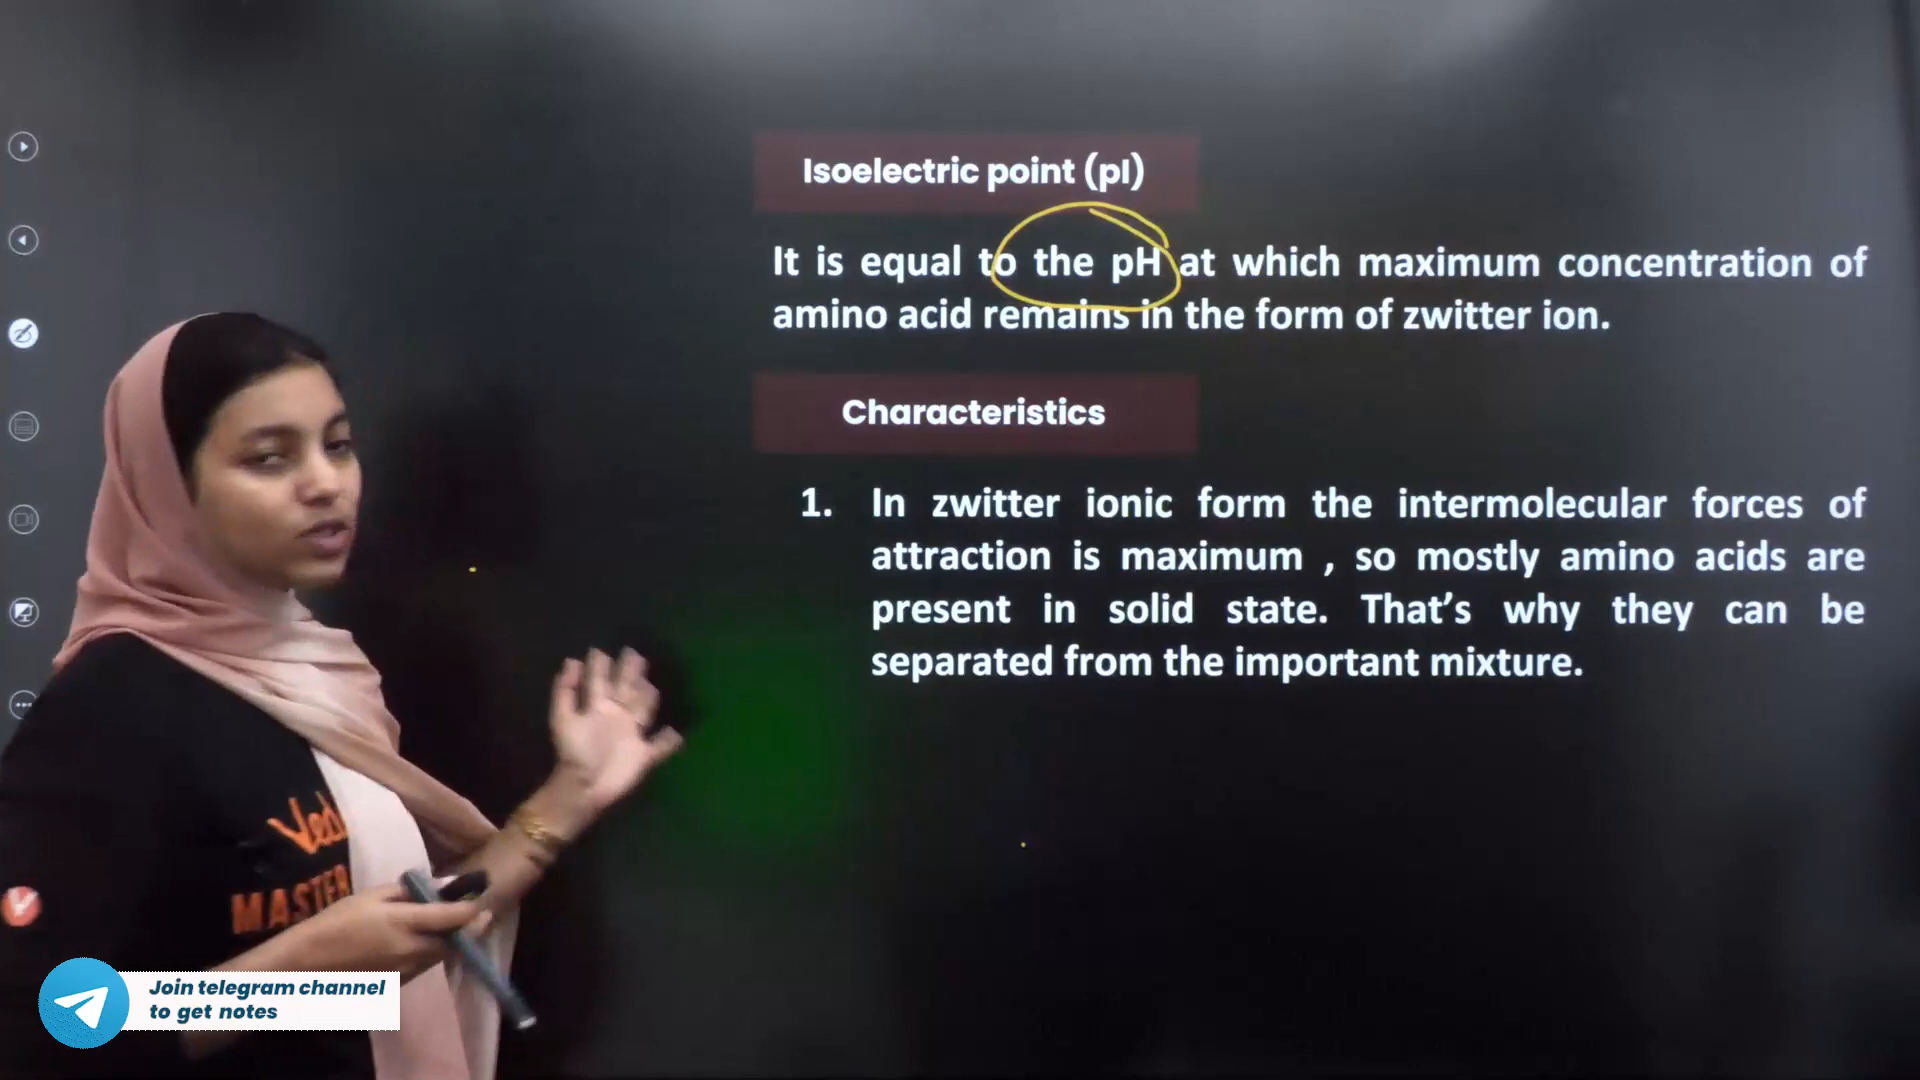 Isoelectric point (pI)
It is equal to the pH at which maximum concentration of
amino acid remains in the form of zwitter ion.
Characteristics
1. In zwitter ionic form the intermolecular forces of
attraction is maximum , so mostly amino acids are
present in solid state. That's why they can be
separated from the important mixture.
MASTER
Join telegram channel
to get notes